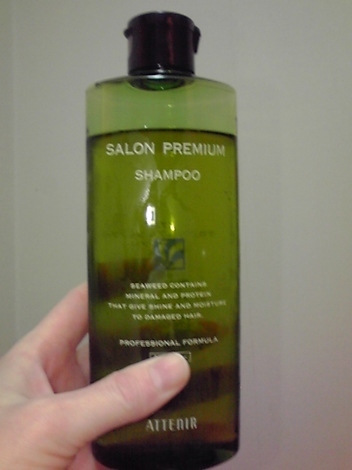 SALON PREMIUM
SHAMPOO
SEAWEED CONTAINS
MINERAL AND PROTEIN
THAT GIVE SHINE AND MOISTURE
TO DAMAGED HAIR.
PROFESSIONAL FORMULA
ATTENIR